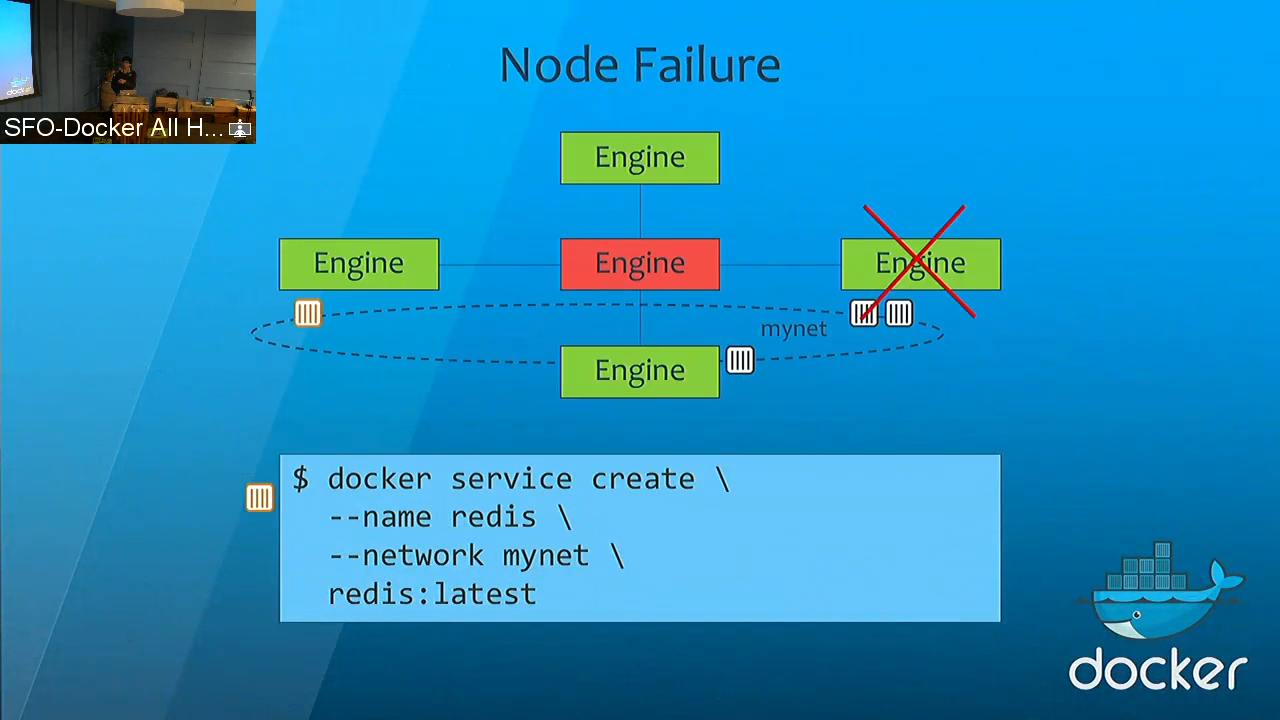 SFO-Docker All H...
Node Failure
Engine
Engine
Engine
Engine
mynet
Engine
$ docker service create \
--name redis \
--network mynet \
redis:latest
docker